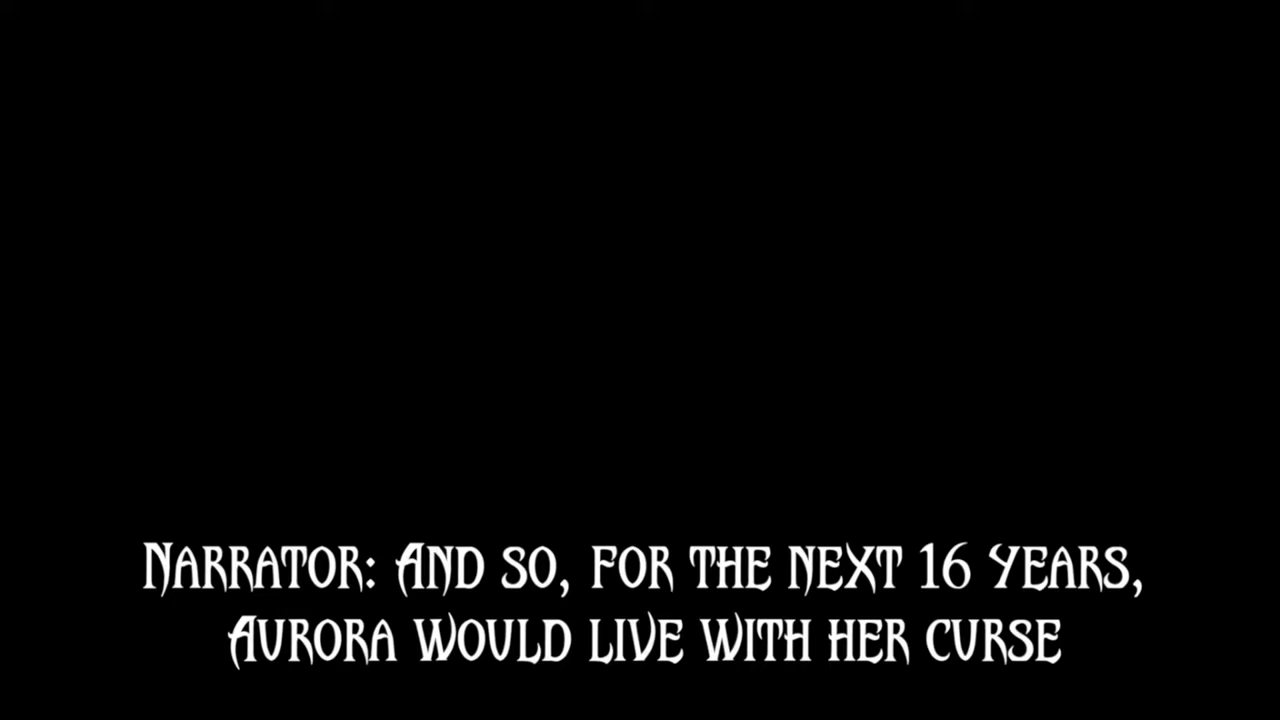 Narrator: And so, for the next 16 years,
Aurora would live with her curse